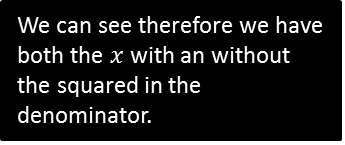 We can see therefore we have
both the x with an without
the squared in the
denominator.